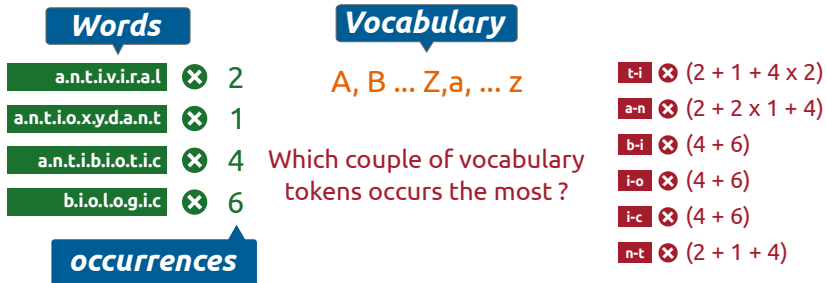 Words
a.n.t.i.v.i.r.a.l ✕ 2
a.n.t.i.o.x.y.d.a.n.t ✕ 1
a.n.t.i.b.i.o.t.i.c ✕ 4
b.i.o.l.o.g.i.c ✕ 6
occurrences
Vocabulary
A, B ... Z,a, ... z
Which couple of vocabulary
tokens occurs the most ?
t-i ✕ (2 + 1 + 4 x 2)
a-n ✕ (2 + 2 x 1 + 4)
b-i ✕ (4 + 6)
i-o ✕ (4 + 6)
i-c ✕ (4 + 6)
n-t ✕ (2 + 1 + 4)